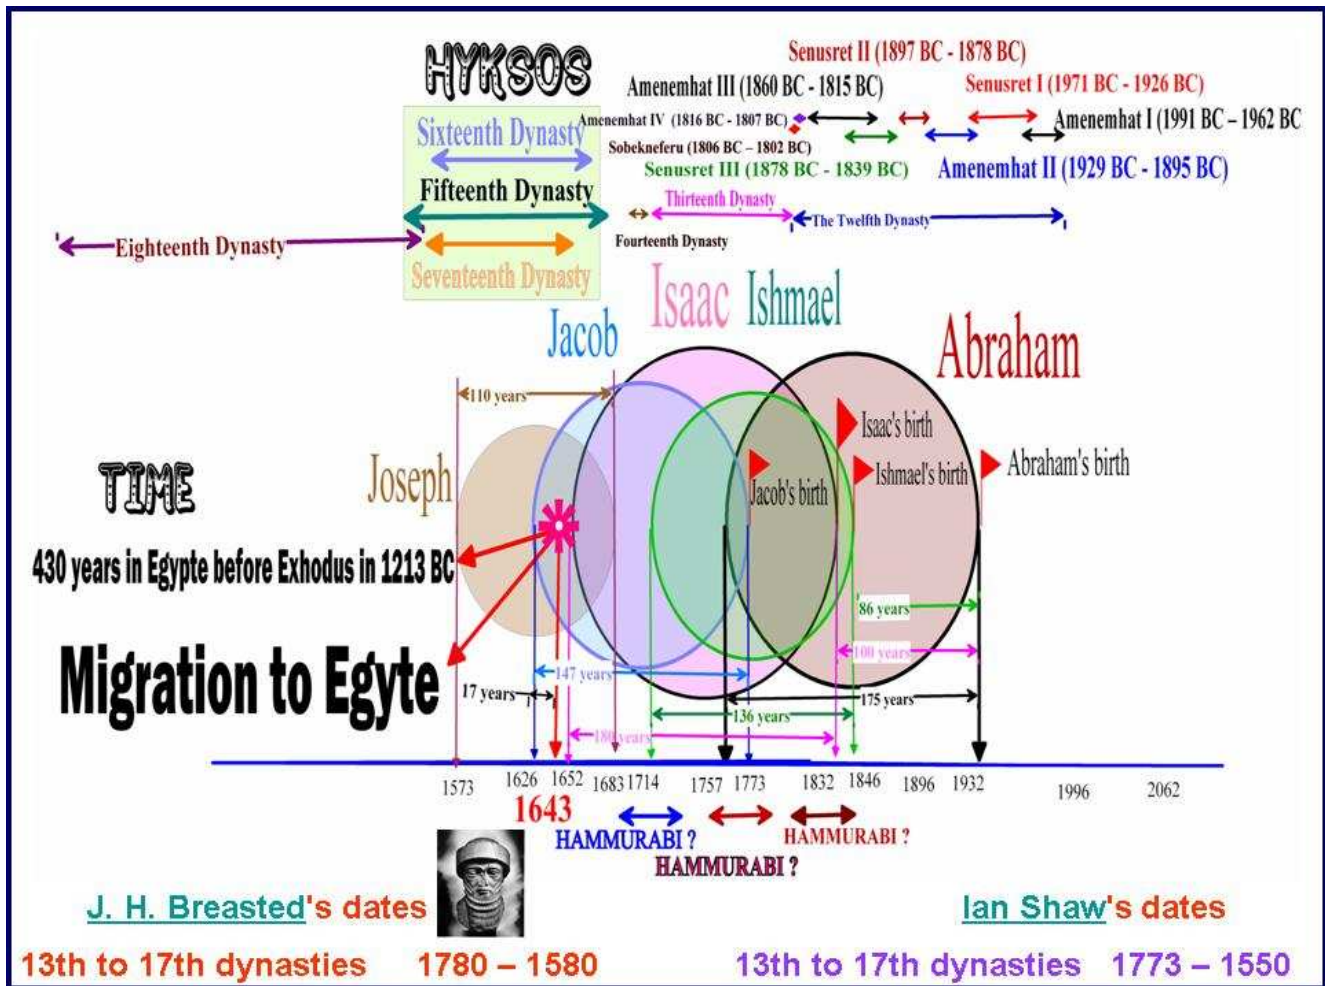 HYKSOS
Senusret II (1897 BC - 1878 BC)
Amenemhat III (1860 BC - 1815 BC)
Senusret I (1971 BC - 1926 BC)
Amenemhat IV (1816 BC - 1807 BC)
Amenemhat I (1991 BC – 1962 BC
Sixteenth Dynasty
Sobekneferu (1806 BC – 1802 BC)
Senusret III (1878 BC - 1839 BC)
Amenemhat II (1929 BC - 1895 BC)
Fifteenth Dynasty
Thirteenth Dynasty
The Twelfth Dynasty
Eighteenth Dynasty
Fourteenth Dynasty
Seventeenth Dynasty
Isaac
Ishmael
Jacob
Abraham
110 years
Isaac's birth
Joseph
Abraham's birth
Ishmael's birth
Jacob's birth
TIME
430 years in Egypte before Exhodus in 1213 BC
86 years
Migration to Egyte
100 years
147 years
17 years
175 years
136 years
180 years
1573 1626 1652 1683 1714 1757 1773 1832 1846 1896 1932 1996 2062
1643
HAMMURABI ?
HAMMURABI ?
HAMMURABI ?
J. H. Breasted's dates
Ian Shaw's dates
13th to 17th dynasties 1780 – 1580
13th to 17th dynasties 1773 – 1550